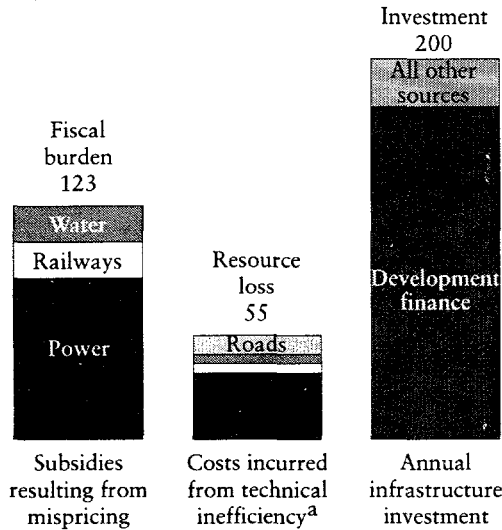 Fiscal
burden
123
Water
Railways
Power
Subsidies
resulting from
mispricing
Resource
loss
55
Roads
Costs incurred
from technical
inefficiencyª
Investment
200
All other
sources
Development
finance
Annual
infrastructure
investment